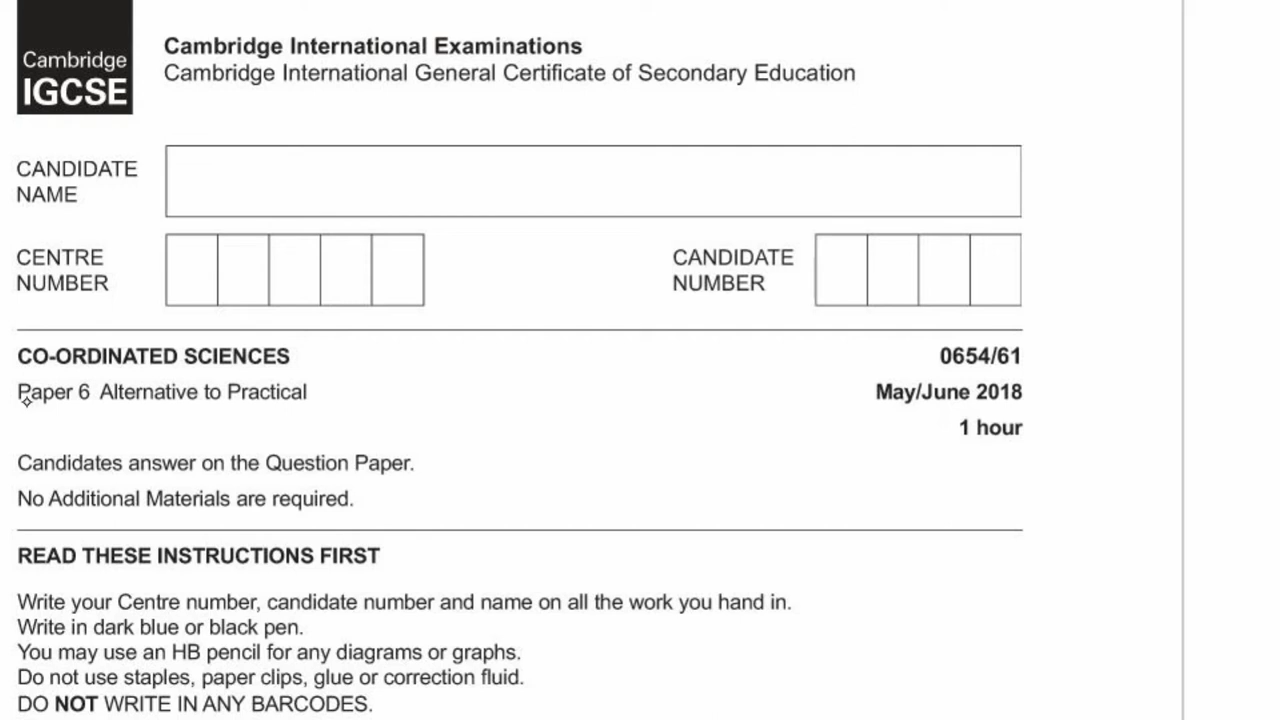 Cambridge
IGCSE
Cambridge International Examinations
Cambridge International General Certificate of Secondary Education
CANDIDATE
NAME
CENTRE
NUMBER
CANDIDATE
NUMBER
CO-ORDINATED SCIENCES 0654/61
Paper 6 Alternative to Practical May/June 2018
1 hour
Candidates answer on the Question Paper.
No Additional Materials are required.
READ THESE INSTRUCTIONS FIRST
Write your Centre number, candidate number and name on all the work you hand in.
Write in dark blue or black pen.
You may use an HB pencil for any diagrams or graphs.
Do not use staples, paper clips, glue or correction fluid.
DO NOT WRITE IN ANY BARCODES.